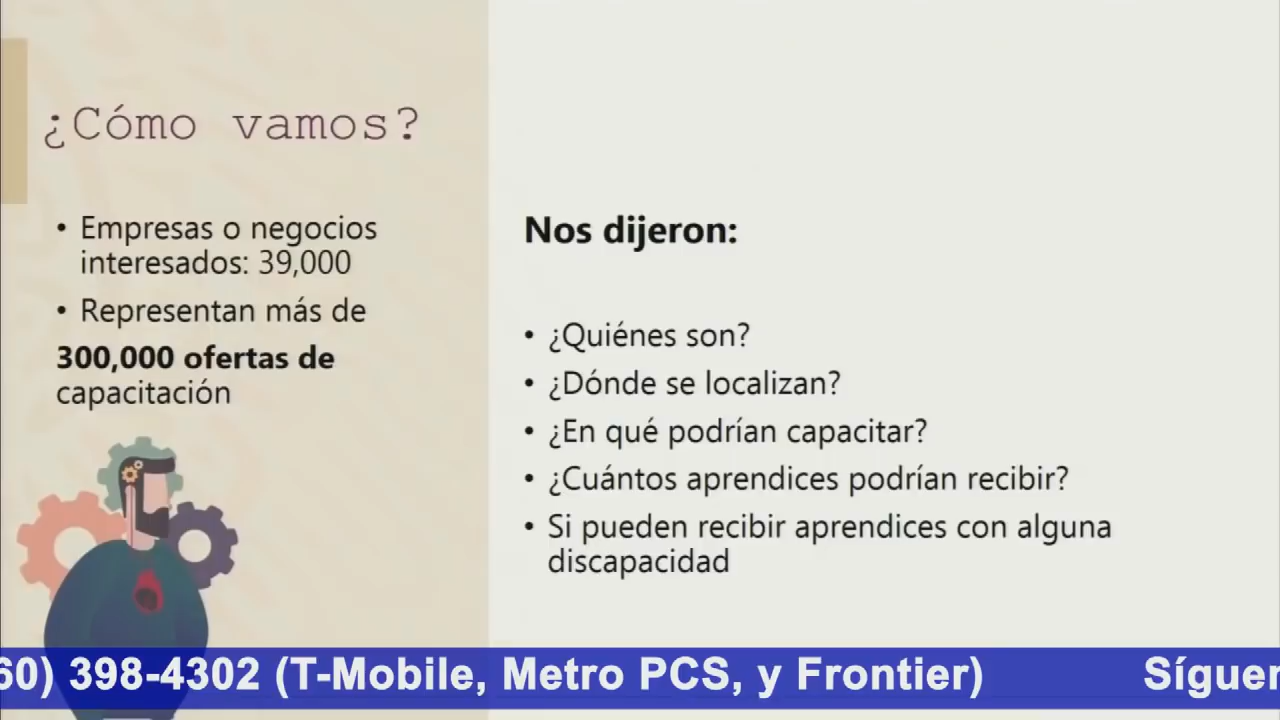 ¿Cómo vamos?
• Empresas o negocios
interesados: 39,000
• Representan más de
300,000 ofertas de
capacitación
Nos dijeron:
• ¿Quiénes son?
• ¿Dónde se localizan?
• ¿En qué podrían capacitar?
• ¿Cuántos aprendices podrían recibir?
• Si pueden recibir aprendices con alguna
discapacidad
60) 398-4302 (T-Mobile, Metro PCS, y Frontier) Síguer